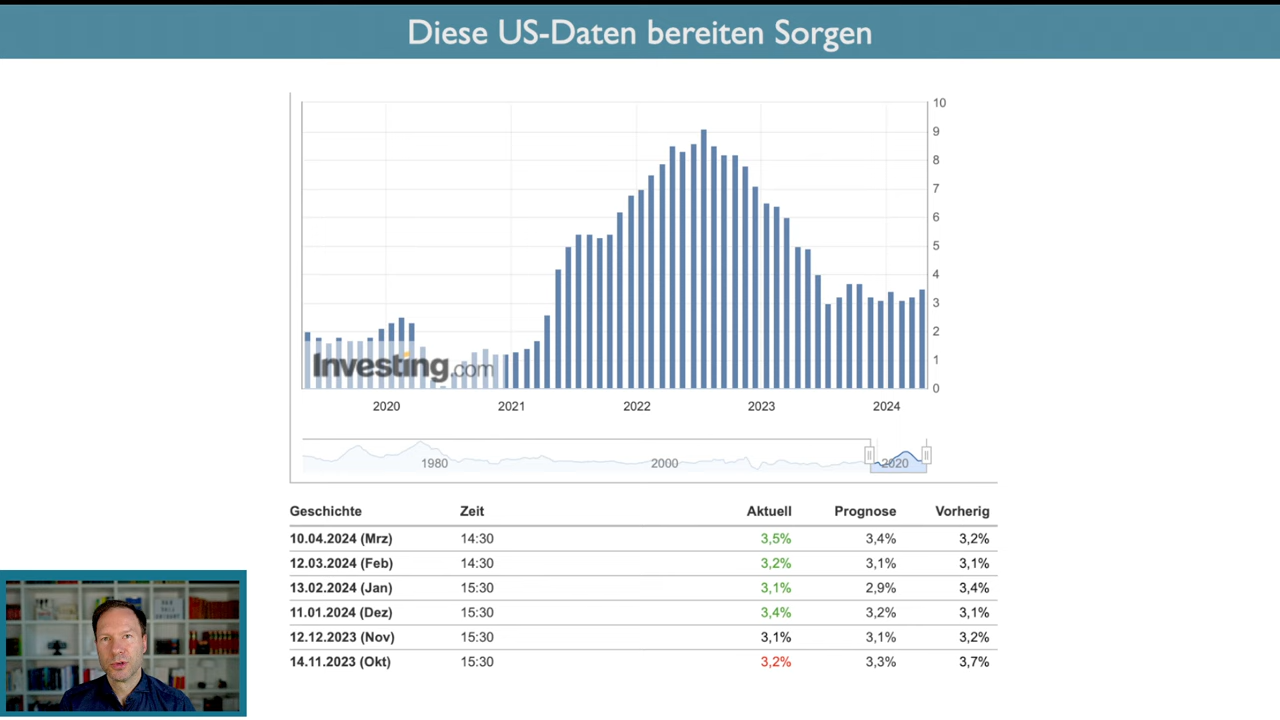 Diese US-Daten bereiten Sorgen
10
9
8
7
6
5
4
3
2
1
0
Investing.com
2020 2021 2022 2023 2024
1980 2000 2020
Geschichte Zeit Aktuell Prognose Vorherig
10.04.2024 (Mrz) 14:30 3,5% 3,4% 3,2%
12.03.2024 (Feb) 14:30 3,2% 3,1% 3,1%
13.02.2024 (Jan) 15:30 3,1% 2,9% 3,4%
11.01.2024 (Dez) 15:30 3,4% 3,2% 3,1%
12.12.2023 (Nov) 15:30 3,1% 3,1% 3,2%
14.11.2023 (Okt) 15:30 3,2% 3,3% 3,7%